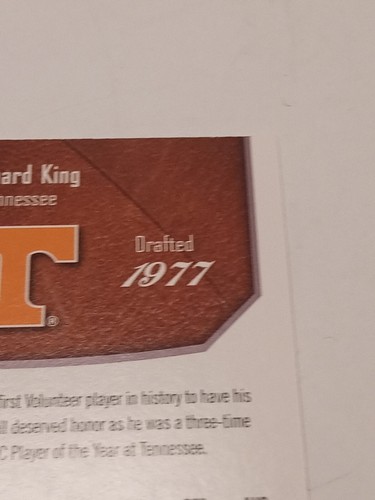 ard King
nnessee
T®
Drafted
1977
first Volunteer player in history to have his
ll deserved honor as he was a three-time
C Player of the Year at Tennessee.